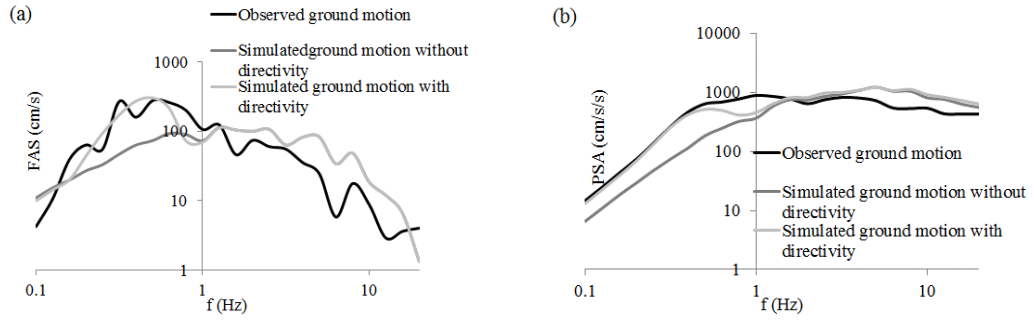 (a)
Observed ground motion
Simulatedground motion without
directivity
Simulated ground motion with
directivity
FAS (cm/s)
1000
100
10
1
0.1
1
10
f (Hz)
(b)
PSA (cm/s/s)
10000
1000
100
10
1
Observed ground motion
Simulated ground motion without
directivity
Simulated ground motion with
directivity
0.1
1
10
f (Hz)